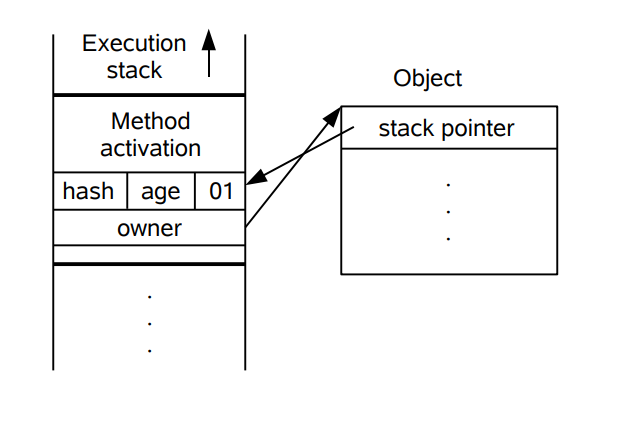 Execution
stack
Object
Method
activation
stack pointer
hash age 01
owner